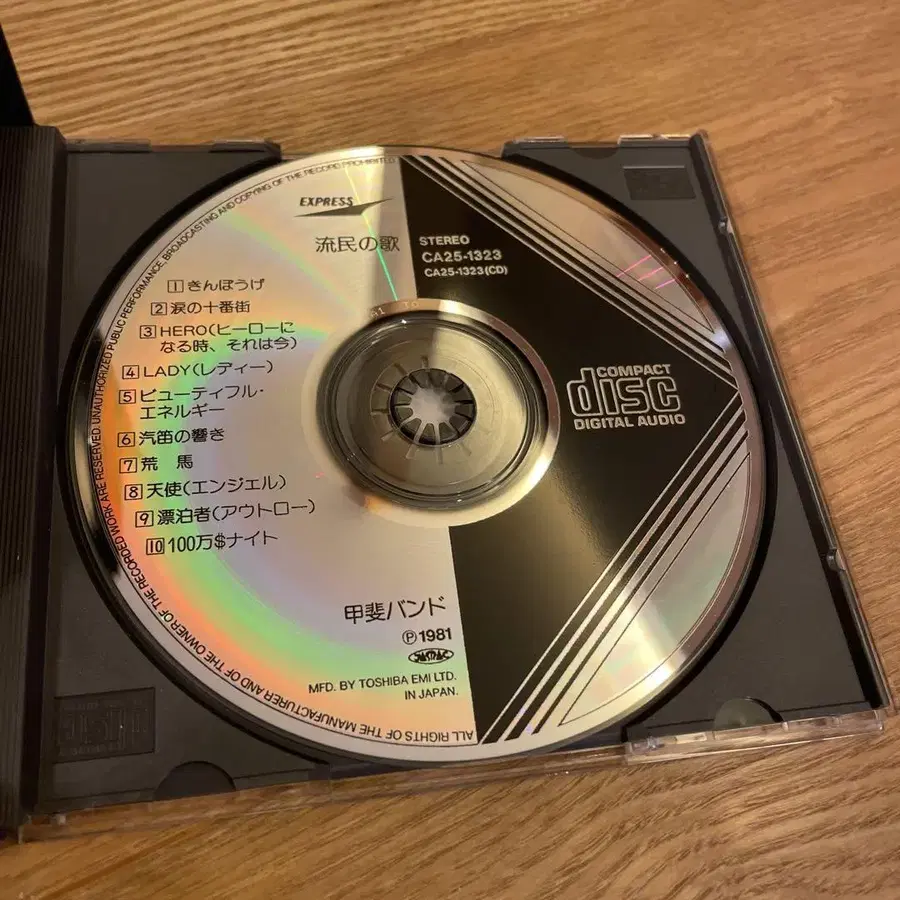 EXPRESS
流民の歌
STEREO
CA25-1323
CA25-1323(CD)
1 きんぽうげ
2 涙の十番街
3 HERO(ヒーローに
なる時、それは今)
4 LADY(レディー)
5 ビューティフル・
エネルギー
6 汽笛の響き
7 荒 馬
8 天使(エンジェル)
9 漂泊者(アウトロー)
10 100万$ナイト
COMPACT
disc
DIGITAL AUDIO
甲斐バンド
Ⓟ1981
JASRAC
MFD. BY TOSHIBA EMI LTD.
IN JAPAN.
ALL RIGHTS OF THE MANUFACTURER AND OF THE OWNER OF THE RECORDED WORK ARE RESERVED. UNAUTHORIZED PUBLIC PERFORMANCE, BROADCASTING AND COPYING OF THE RECORD PROHIBITED